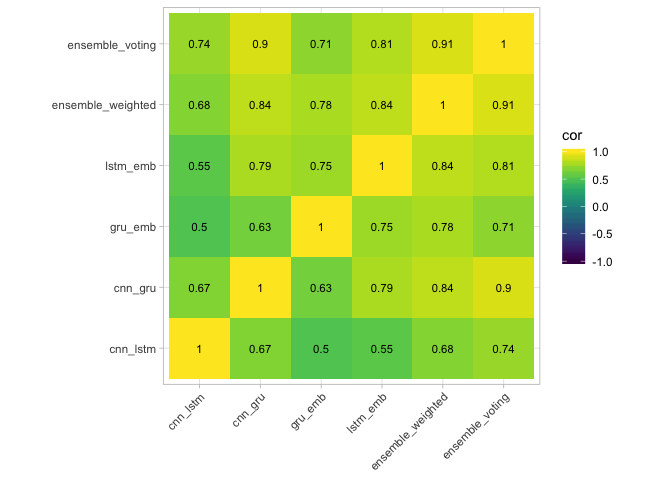 ensemble_voting 0.74 0.9 0.71 0.81 0.91 1
ensemble_weighted 0.68 0.84 0.78 0.84 1 0.91
lstm_emb 0.55 0.79 0.75 1 0.84 0.81
gru_emb 0.5 0.63 1 0.75 0.78 0.71
cnn_gru 0.67 1 0.63 0.79 0.84 0.9
cnn_lstm 1 0.67 0.5 0.55 0.68 0.74
cnn_lstm
cnn_gru
gru_emb
lstm_emb
ensemble_weighted
ensemble_voting
cor
1.0
0.5
0.0
-0.5
-1.0